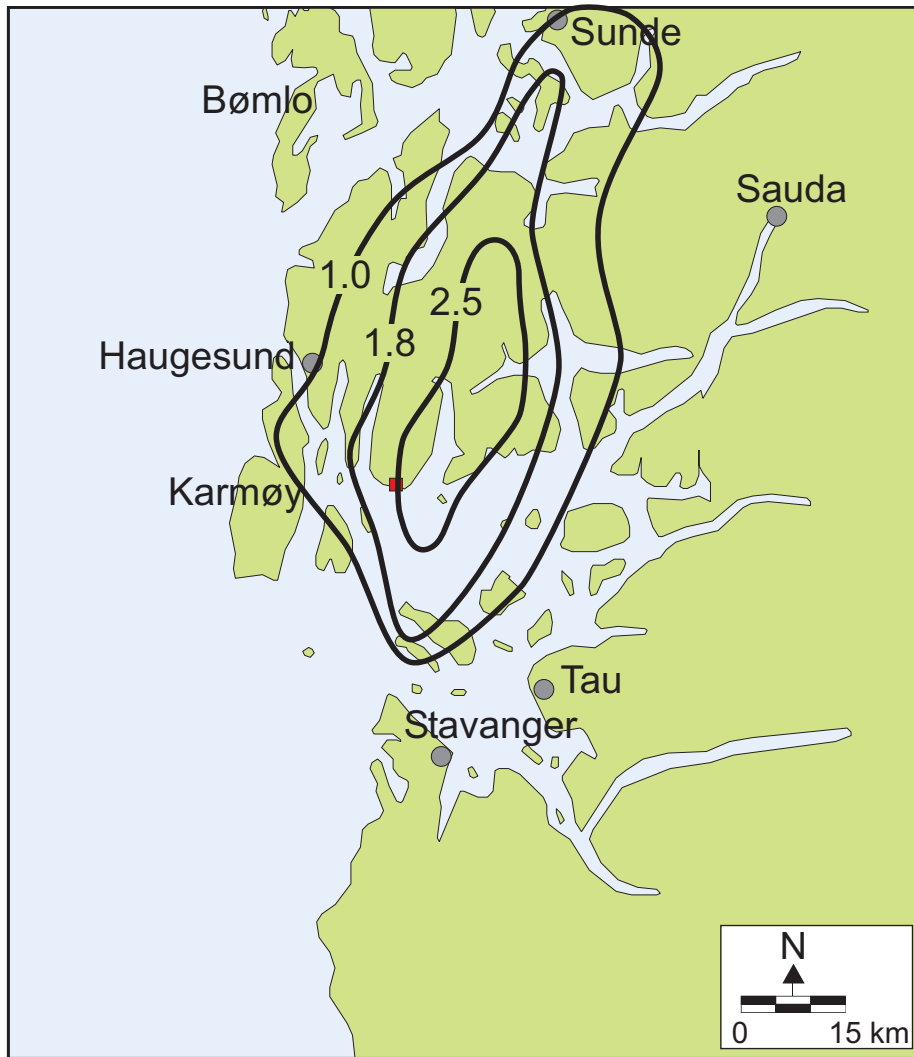 Sunde
Bømlo
Sauda
1.0
2.5
1.8
Haugesund
Karmøy
Tau
Stavanger
N
0 15 km